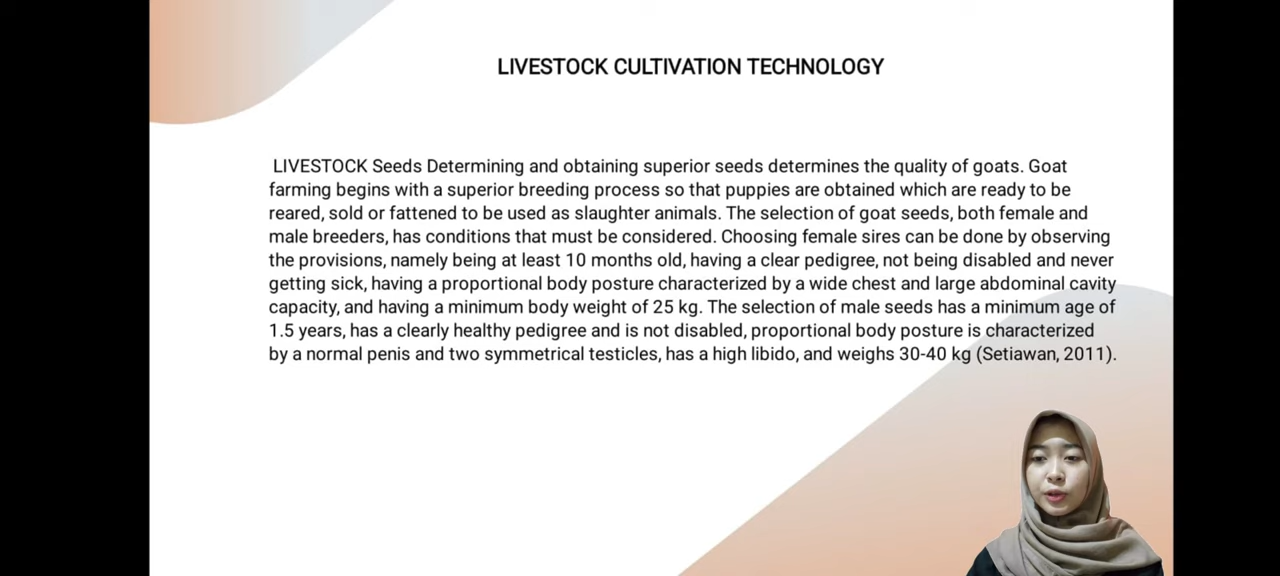 LIVESTOCK CULTIVATION TECHNOLOGY
LIVESTOCK Seeds Determining and obtaining superior seeds determines the quality of goats. Goat
farming begins with a superior breeding process so that puppies are obtained which are ready to be
reared, sold or fattened to be used as slaughter animals. The selection of goat seeds, both female and
male breeders, has conditions that must be considered. Choosing female sires can be done by observing
the provisions, namely being at least 10 months old, having a clear pedigree, not being disabled and never
getting sick, having a proportional body posture characterized by a wide chest and large abdominal cavity
capacity, and having a minimum body weight of 25 kg. The selection of male seeds has a minimum age of
1.5 years, has a clearly healthy pedigree and is not disabled, proportional body posture is characterized
by a normal penis and two symmetrical testicles, has a high libido, and weighs 30-40 kg (Setiawan, 2011).